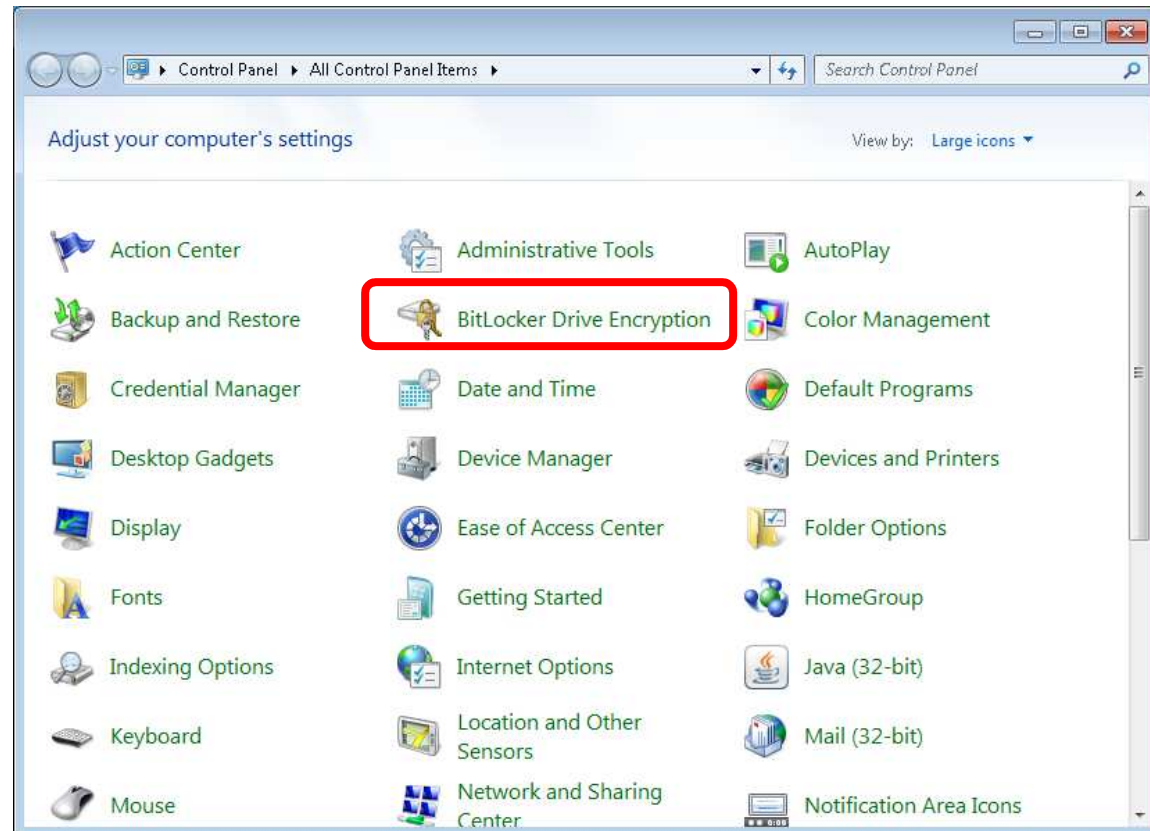 Control Panel All Control Panel Items Search Control Panel
Adjust your computer's settings View by: Large icons
Action Center Administrative Tools AutoPlay
Backup and Restore BitLocker Drive Encryption Color Management
Credential Manager Date and Time Default Programs
Desktop Gadgets Device Manager Devices and Printers
Display Ease of Access Center Folder Options
Fonts Getting Started HomeGroup
Indexing Options Internet Options Java (32-bit)
Keyboard Location and Other Sensors Mail (32-bit)
Mouse Network and Sharing Center Notification Area Icons